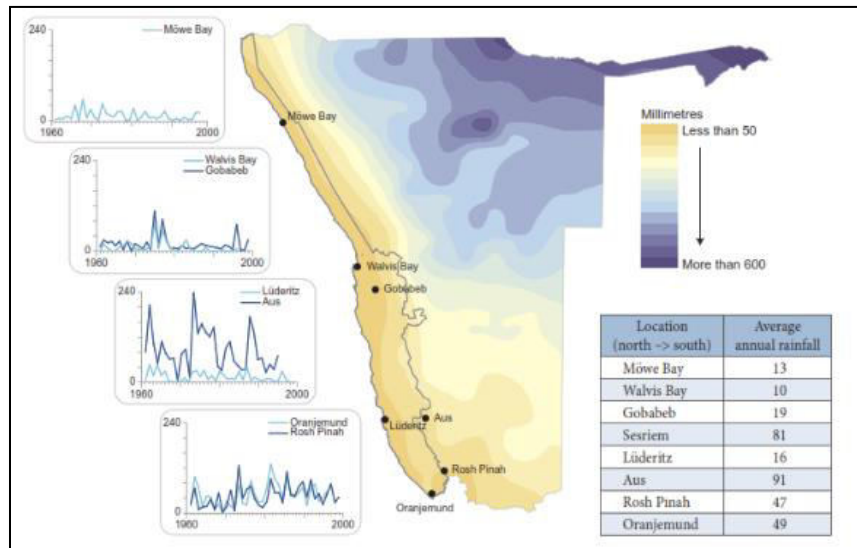 240
Möwe Bay
0
1960
2000
240
Walvis Bay
Gobabeb
0
1960
2000
240
Lüderitz
Aus
0
1960
2000
240
Oranjemund
Rosh Pinah
0
1960
2000
Möwe Bay
Walvis Bay
Gobabeb
Lüderitz
Aus
Rosh Pinah
Oranjemund
Millimetres
Less than 50
More than 600
Location Average
(north –> south) annual rainfall
Möwe Bay 13
Walvis Bay 10
Gobabeb 19
Sesriem 81
Lüderitz 16
Aus 91
Rosh Pinah 47
Oranjemund 49